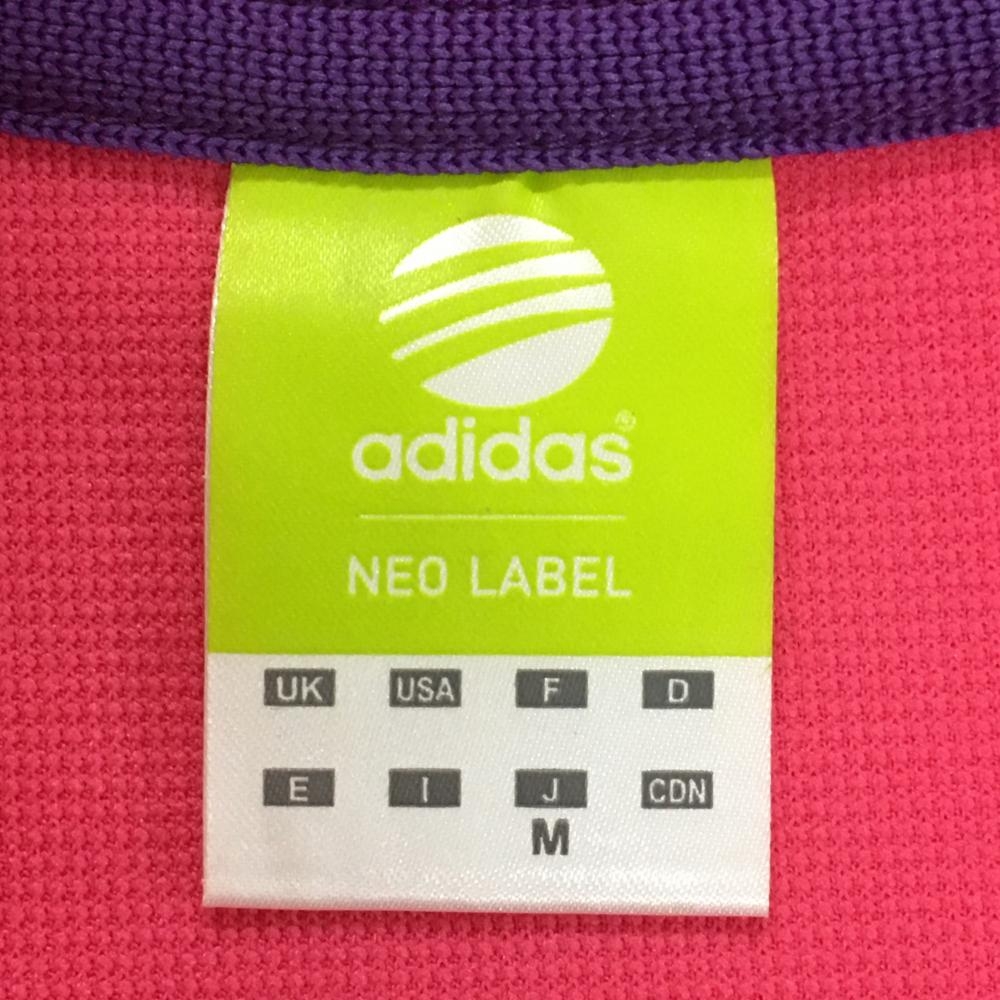 adidas®
NEO LABEL
UK USA F D
E I J CDN
M